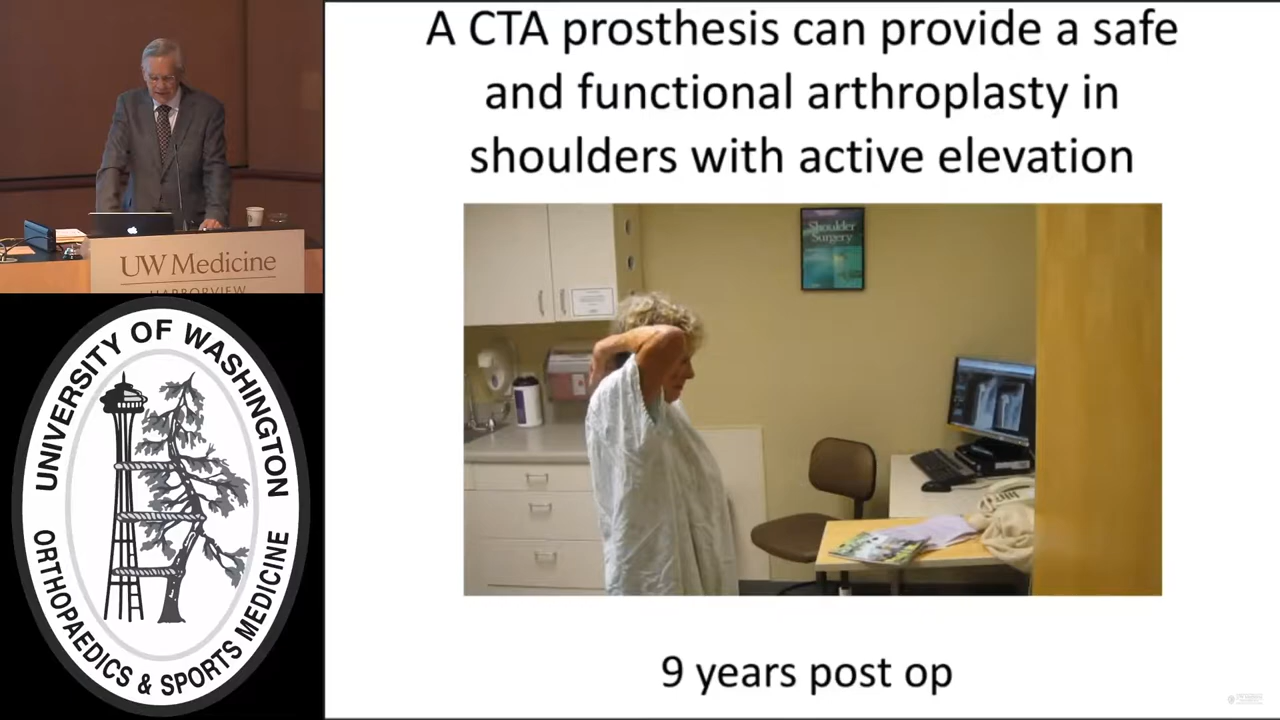 A CTA prosthesis can provide a safe
and functional arthroplasty in
shoulders with active elevation
UW Medicine
HARBORVIEW
Shoulder
Surgery
UNIVERSITY OF WASHINGTON
ORTHOPAEDICS & SPORTS MEDICINE
9 years post op